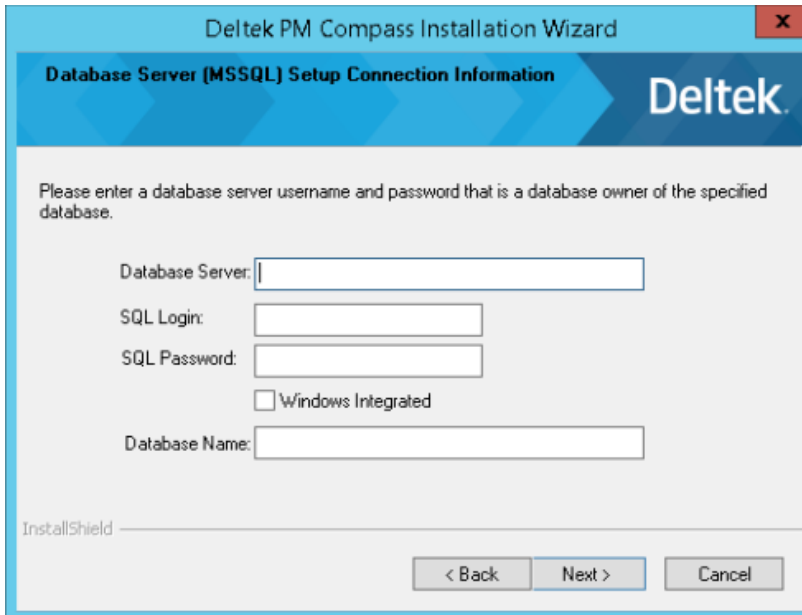 Deltek PM Compass Installation Wizard
x
Database Server (MSSQL) Setup Connection Information
Deltek.
Please enter a database server username and password that is a database owner of the specified
database.
Database Server:
SQL Login:
SQL Password:
Windows Integrated
Database Name:
InstallShield
< Back
Next >
Cancel